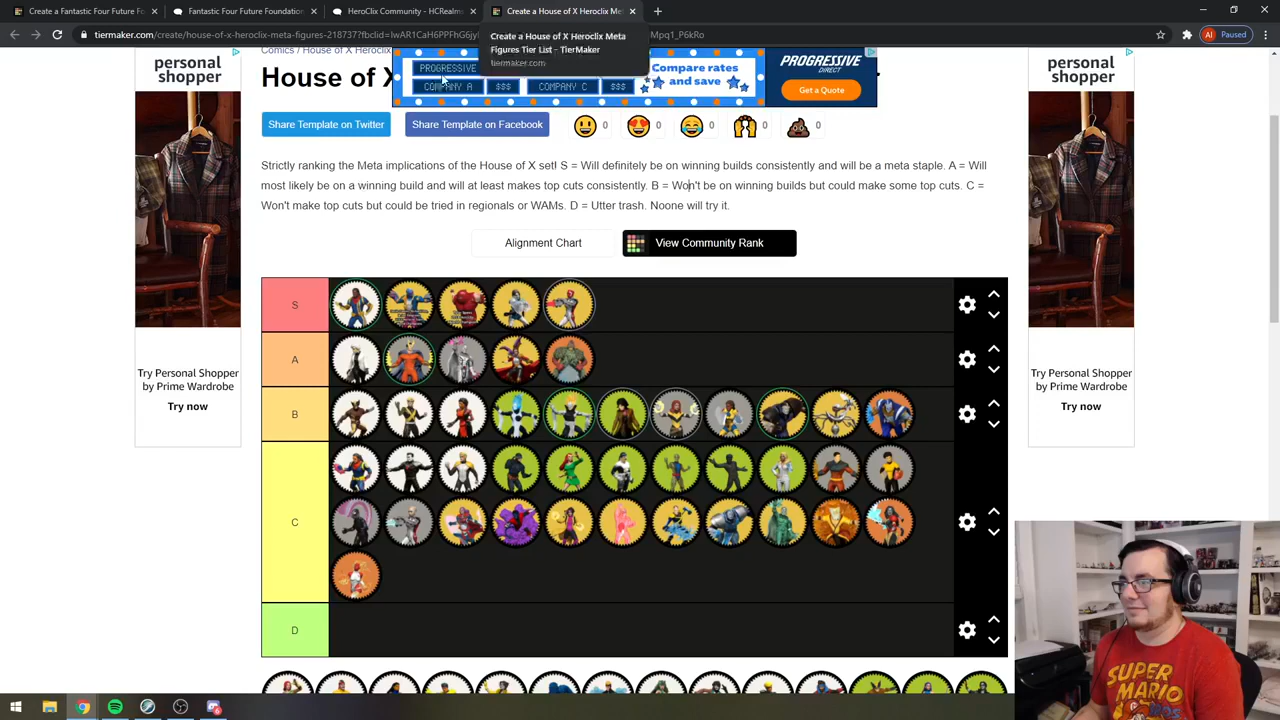 Create a Fantastic Four Future Fo
Fantastic Four Future Foundation
HeroClix Community - HCRealms
Create a House of X Heroclix Met
tiermaker.com/create/house-of-x-heroclix-meta-figures-218737?fbclid=IwAR1CaH6PPFhG6jyl
Mpq1_P6kRo
Paused
Create a House of X Heroclix Meta
Figures Tier List - TierMaker
tiermaker.com
Comics / House of X Heroclix
House of X
PROGRESSIVE
COMPANY A
$$$
COMPANY C
$$$
Compare rates
and save
PROGRESSIVE
DIRECT
Get a Quote
personal
shopper
personal
shopper
Share Template on Twitter
Share Template on Facebook
0
0
0
0
0
Strictly ranking the Meta implications of the House of X set! S = Will definitely be on winning builds consistently and will be a meta staple. A = Will
most likely be on a winning build and will at least makes top cuts consistently. B = Won't be on winning builds but could make some top cuts. C =
Won't make top cuts but could be tried in regionals or WAMs. D = Utter trash. Noone will try it.
Alignment Chart
View Community Rank
S
A
B
C
D
Try Personal Shopper
by Prime Wardrobe
Try now
Try Personal Shopper
by Prime Wardrobe
Try now
SUPER
MARIO